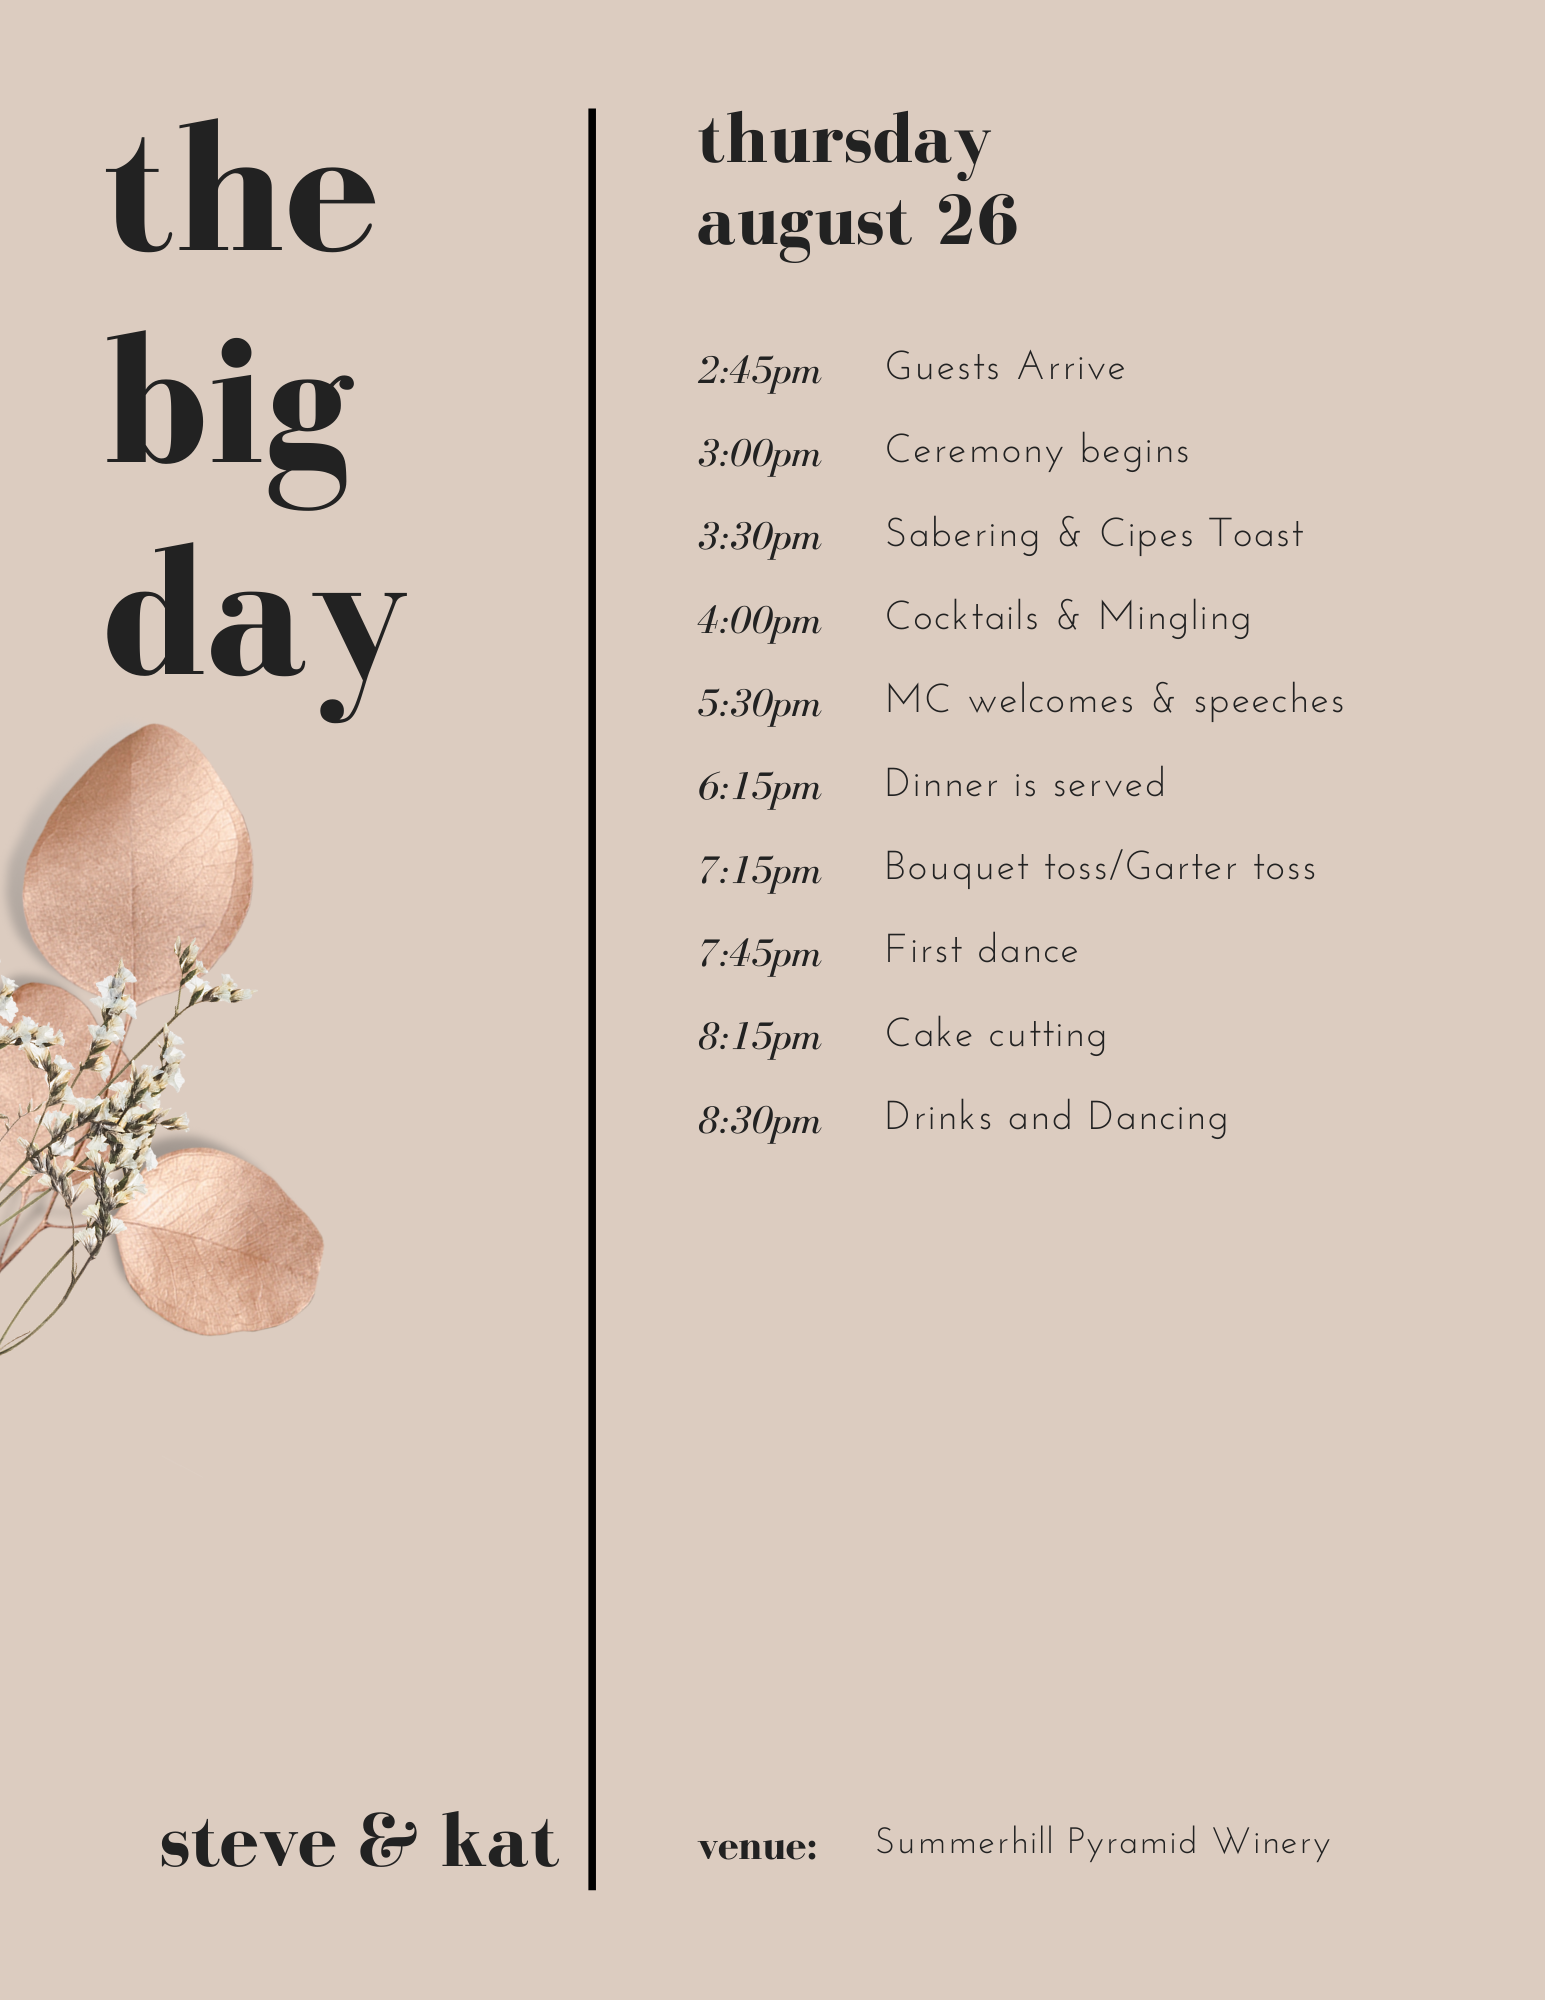 the
big
day
steve & kat
thursday
august 26
2:45pm Guests Arrive
3:00pm Ceremony begins
3:30pm Sabering & Cipes Toast
4:00pm Cocktails & Mingling
5:30pm MC welcomes & speeches
6:15pm Dinner is served
7:15pm Bouquet toss/Garter toss
7:45pm First dance
8:15pm Cake cutting
8:30pm Drinks and Dancing
venue: Summerhill Pyramid Winery